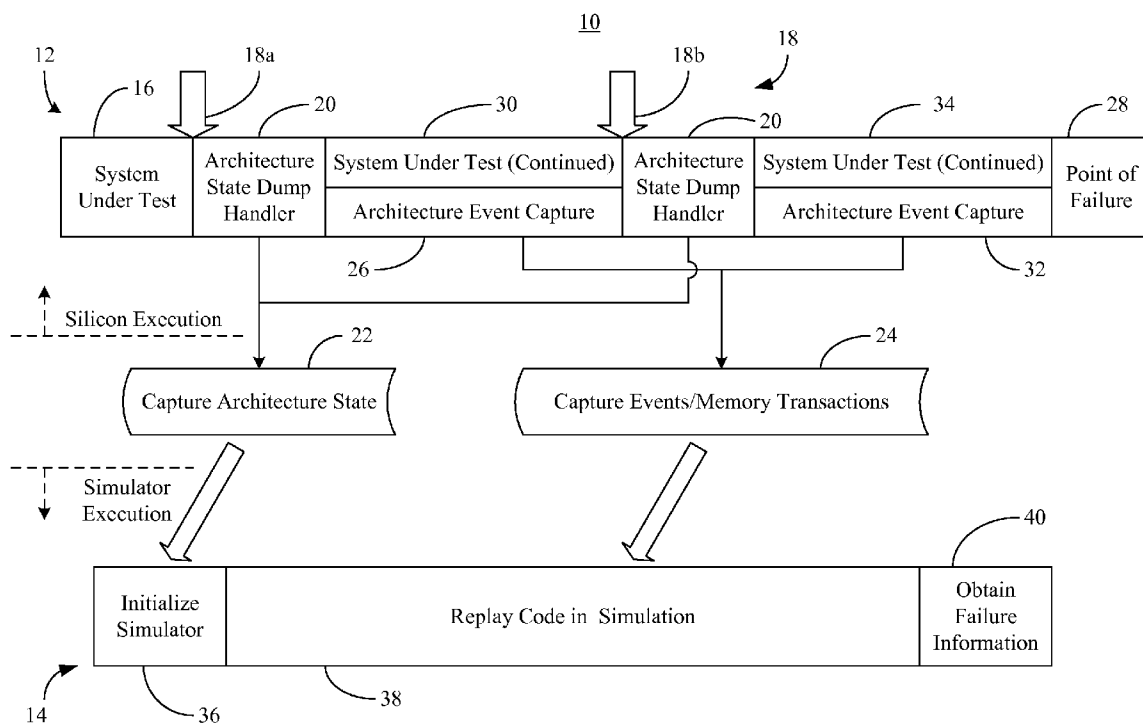 10
12
16
18a
20
30
18b
18
20
34
28
System
Under Test
Architecture
State Dump
Handler
System Under Test (Continued)
Architecture Event Capture
Architecture
State Dump
Handler
System Under Test (Continued)
Architecture Event Capture
Point of
Failure
26
32
Silicon Execution
22
24
Capture Architecture State
Capture Events/Memory Transactions
Simulator
Execution
40
Initialize
Simulator
Replay Code in Simulation
Obtain
Failure
Information
14
36
38